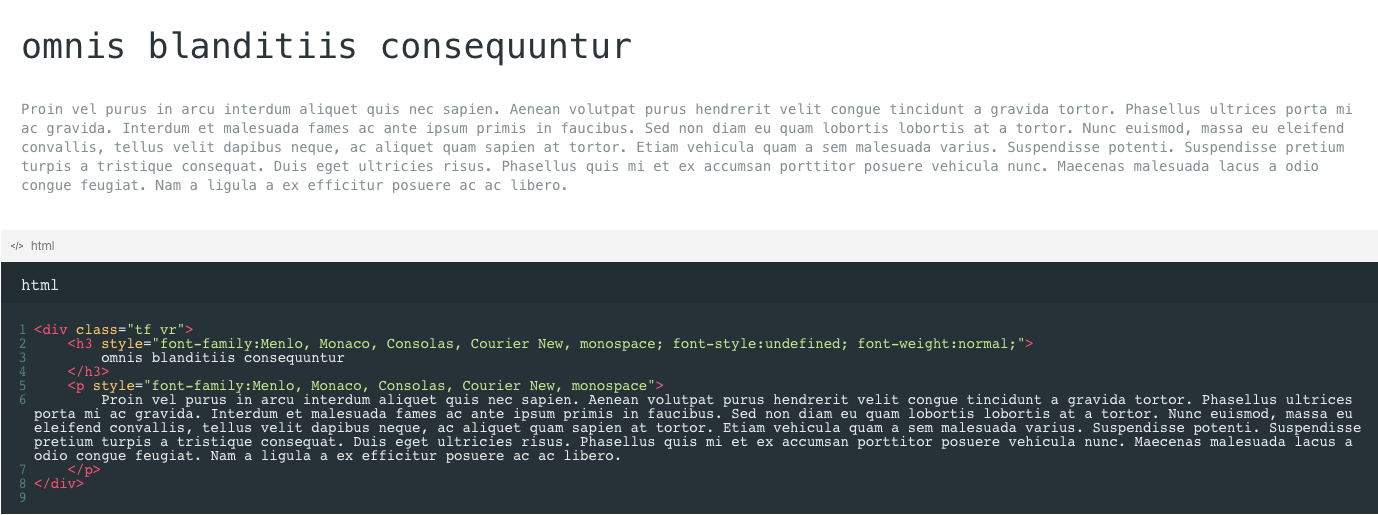 omnis blanditiis consequuntur
Proin vel purus in arcu interdum aliquet quis nec sapien. Aenean volutpat purus hendrerit velit congue tincidunt a gravida tortor. Phasellus ultrices porta mi
ac gravida. Interdum et malesuada fames ac ante ipsum primis in faucibus. Sed non diam eu quam lobortis lobortis at a tortor. Nunc euismod, massa eu eleifend
convallis, tellus velit dapibus neque, ac aliquet quam sapien at tortor. Etiam vehicula quam a sem malesuada varius. Suspendisse potenti. Suspendisse pretium
turpis a tristique consequat. Duis eget ultricies risus. Phasellus quis mi et ex accumsan porttitor posuere vehicula nunc. Maecenas malesuada lacus a odio
congue feugiat. Nam a ligula a ex efficitur posuere ac ac libero.
</> html
html
1 <div class="tf vr">
2     <h3 style="font-family:Menlo, Monaco, Consolas, Courier New, monospace; font-style:undefined; font-weight:normal;">
3         omnis blanditiis consequuntur
4     </h3>
5     <p style="font-family:Menlo, Monaco, Consolas, Courier New, monospace">
6         Proin vel purus in arcu interdum aliquet quis nec sapien. Aenean volutpat purus hendrerit velit congue tincidunt a gravida tortor. Phasellus ultrices
porta mi ac gravida. Interdum et malesuada fames ac ante ipsum primis in faucibus. Sed non diam eu quam lobortis lobortis at a tortor. Nunc euismod, massa eu
eleifend convallis, tellus velit dapibus neque, ac aliquet quam sapien at tortor. Etiam vehicula quam a sem malesuada varius. Suspendisse potenti. Suspendisse
pretium turpis a tristique consequat. Duis eget ultricies risus. Phasellus quis mi et ex accumsan porttitor posuere vehicula nunc. Maecenas malesuada lacus a
odio congue feugiat. Nam a ligula a ex efficitur posuere ac ac libero.
7     </p>
8 </div>
9